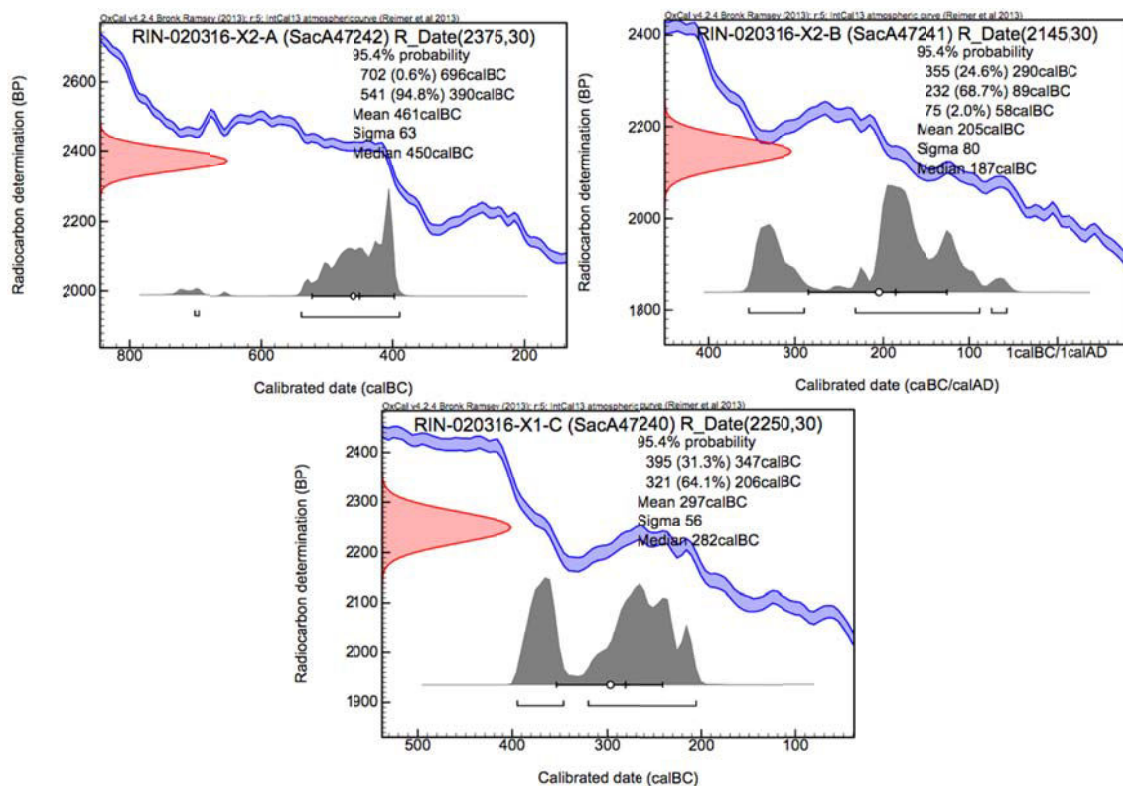 OxCal v4.2.4 Bronk Ramsey (2013); r:5; IntCal13 atmospheric curve (Reimer et al 2013)
RIN-020316-X2-A (SacA47242) R_Date(2375,30)
95.4% probability
702 (0.6%) 696calBC
541 (94.8%) 390calBC
Mean 461calBC
Sigma 63
Median 450calBC
Radiocarbon determination (BP)
2600
2400
2200
2000
800 600 400 200
Calibrated date (calBC)
OxCal v4.2.4 Bronk Ramsey (2013); r:5; IntCal13 atmospheric curve (Reimer et al 2013)
RIN-020316-X2-B (SacA47241) R_Date(2145,30)
95.4% probability
355 (24.6%) 290calBC
232 (68.7%) 89calBC
75 (2.0%) 58calBC
Mean 205calBC
Sigma 80
Median 187calBC
Radiocarbon determination (BP)
2400
2200
2000
1800
400 300 200 100 1calBC/1calAD
Calibrated date (caBC/calAD)
OxCal v4.2.4 Bronk Ramsey (2013); r:5; IntCal13 atmospheric curve (Reimer et al 2013)
RIN-020316-X1-C (SacA47240) R_Date(2250,30)
95.4% probability
395 (31.3%) 347calBC
321 (64.1%) 206calBC
Mean 297calBC
Sigma 56
Median 282calBC
Radiocarbon determination (BP)
2400
2300
2200
2100
2000
1900
500 400 300 200 100
Calibrated date (calBC)